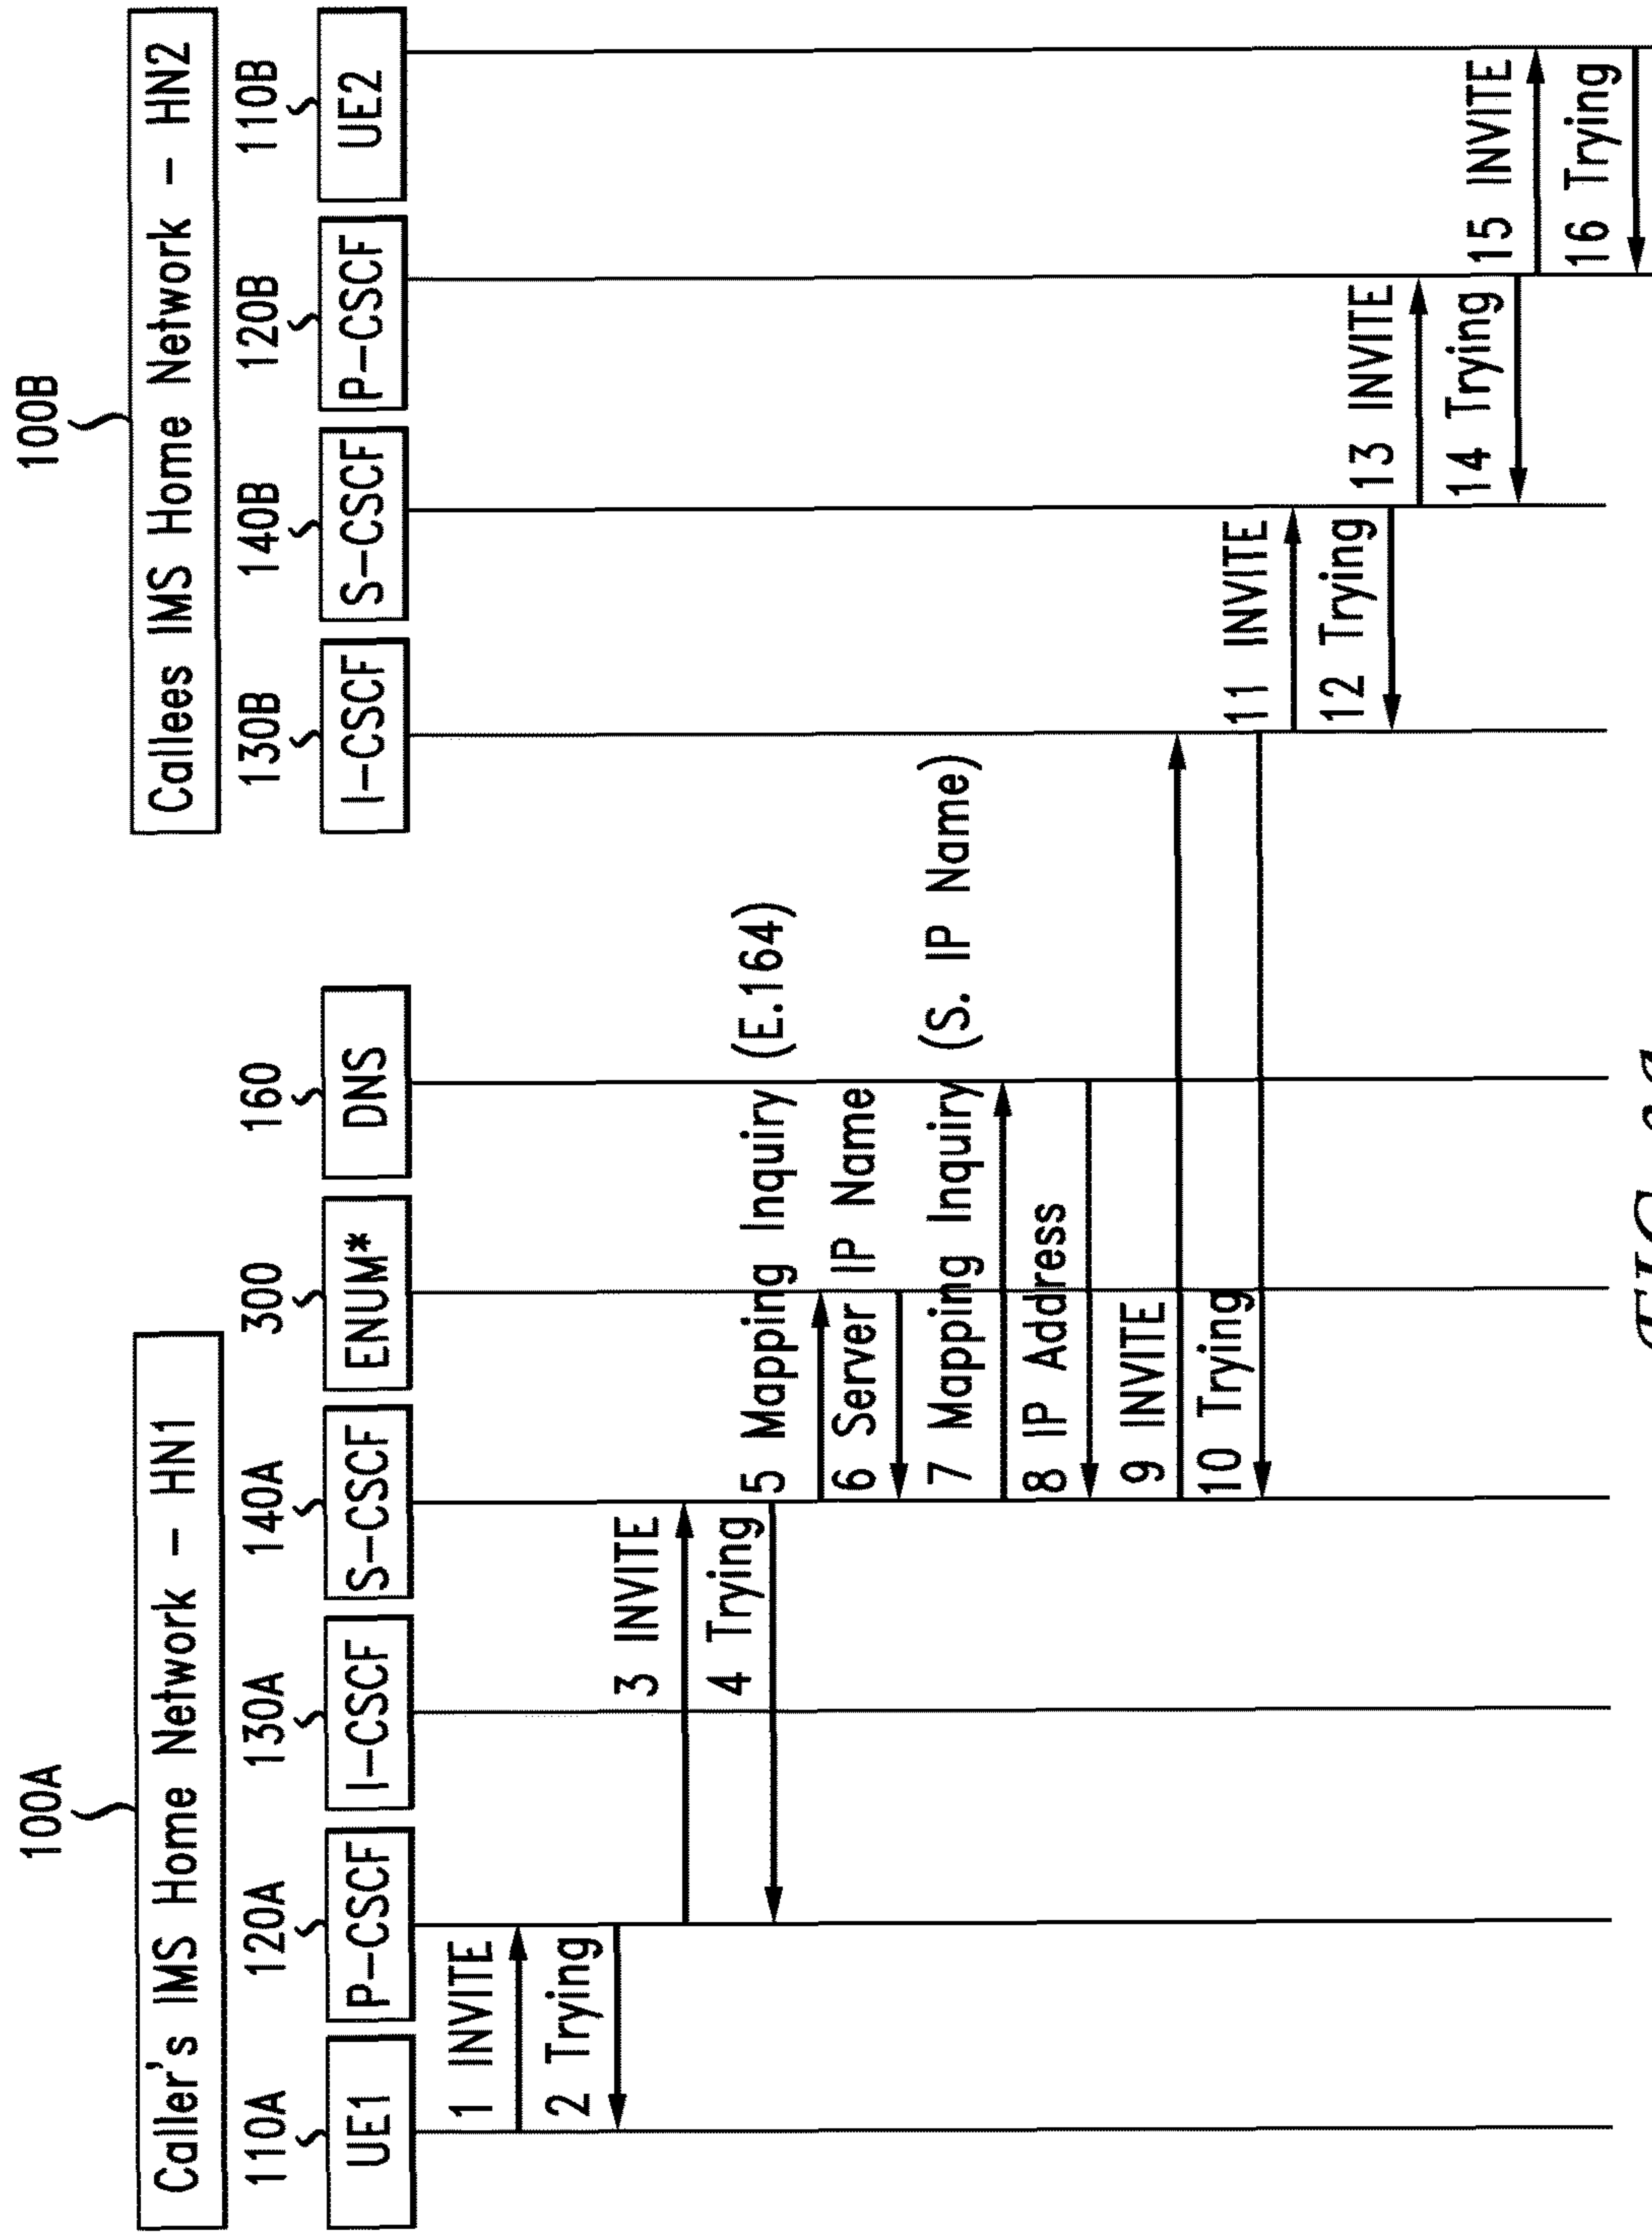 100A
100B
Caller's IMS Home Network - HN1
Callees IMS Home Network - HN2
110A 120A 130A 140A 300 160 130B 140B 120B 110B
UE1 P-CSCF I-CSCF S-CSCF ENUM* DNS I-CSCF S-CSCF P-CSCF UE2
1 INVITE
2 Trying
3 INVITE
4 Trying
5 Mapping Inquiry (E.164)
6 Server IP Name
7 Mapping Inquiry (S. IP Name)
8 IP Address
9 INVITE
10 Trying
11 INVITE
12 Trying
13 INVITE
14 Trying
15 INVITE
16 Trying